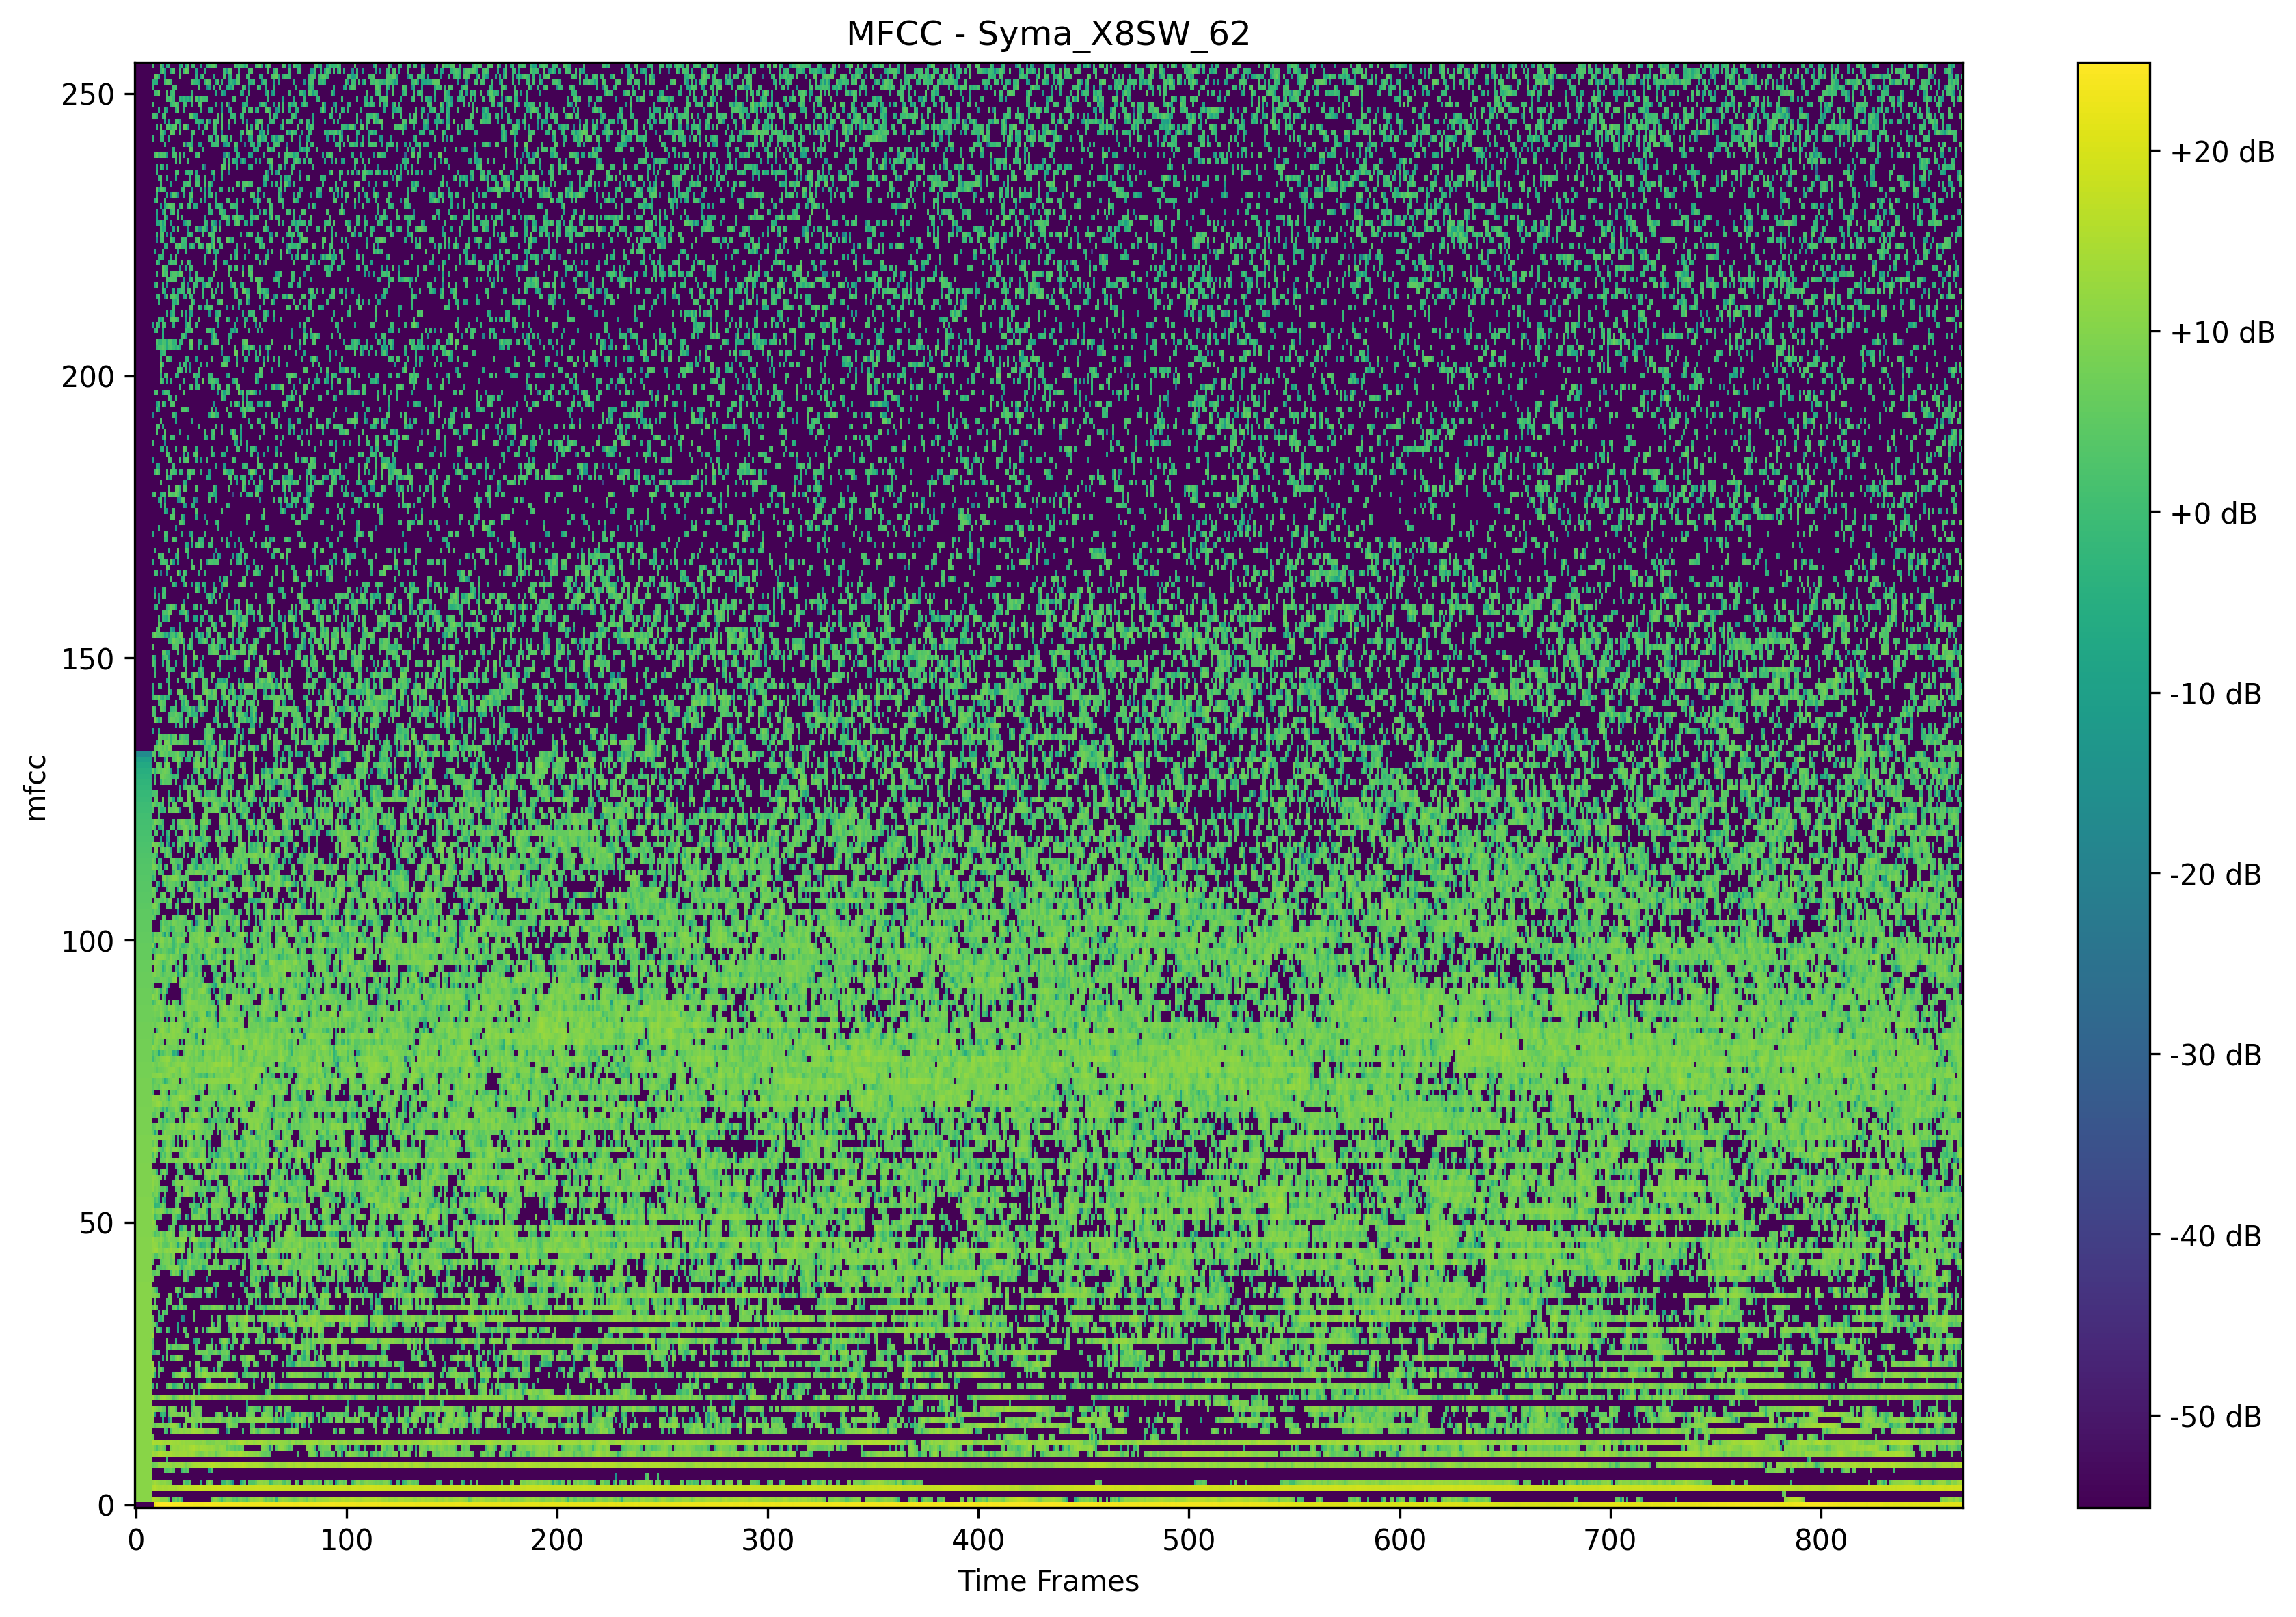 MFCC - Syma_X8SW_62
250
200
150
100
50
0
mfcc
0 100 200 300 400 500 600 700 800
Time Frames
+20 dB
+10 dB
+0 dB
-10 dB
-20 dB
-30 dB
-40 dB
-50 dB